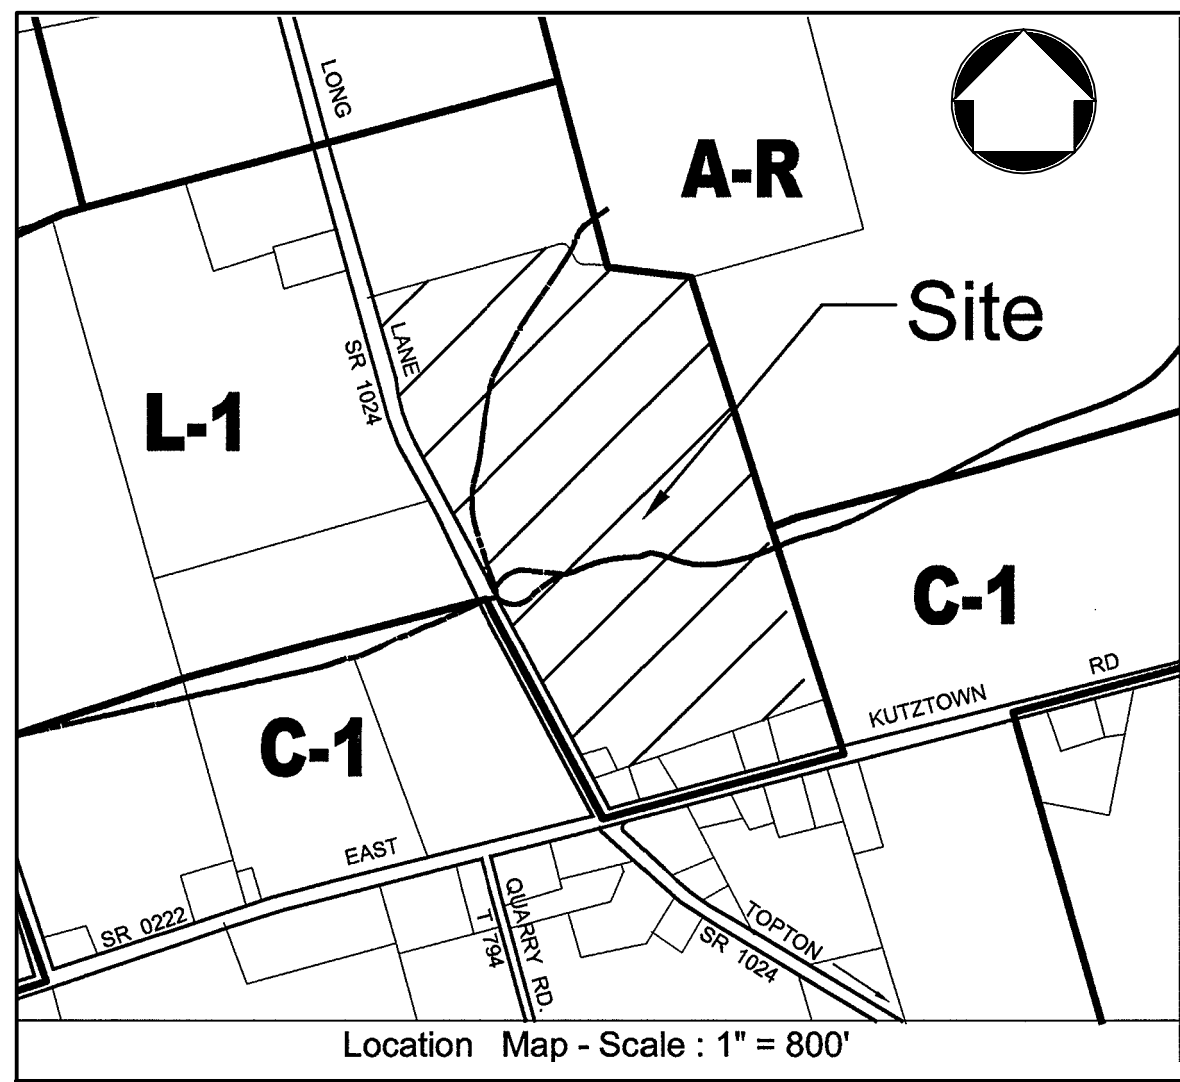 LONG
A-R
Site
LANE
SR 1024
L-1
C-1
RD
KUTZTOWN
C-1
EAST
SR 0222
QUARRY RD.
T 794
TOPTON
SR 1024
Location Map - Scale : 1" = 800'